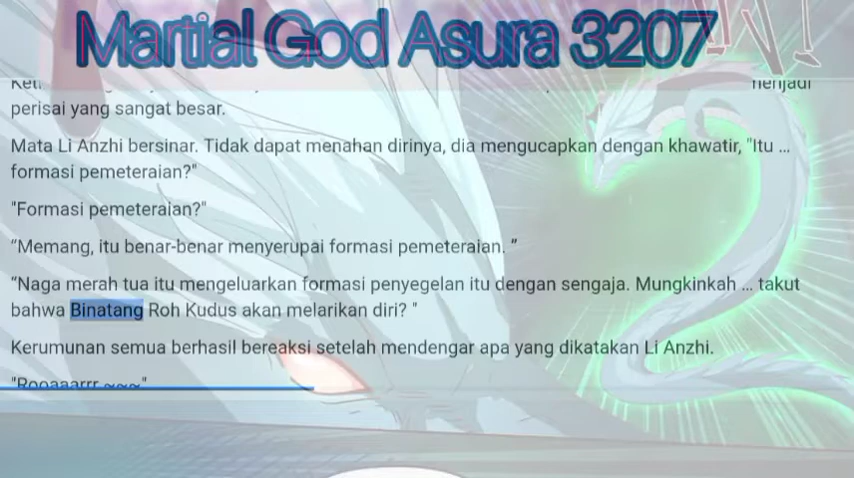 Martial God Asura 3207
perisai yang sangat besar.
Mata Li Anzhi bersinar. Tidak dapat menahan dirinya, dia mengucapkan dengan khawatir, "Itu ...
formasi pemeteraian?"
"Formasi pemeteraian?"
“Memang, itu benar-benar menyerupai formasi pemeteraian. ”
“Naga merah tua itu mengeluarkan formasi penyegelan itu dengan sengaja. Mungkinkah ... takut
bahwa Binatang Roh Kudus akan melarikan diri? "
Kerumunan semua berhasil bereaksi setelah mendengar apa yang dikatakan Li Anzhi.
"Rooaaarrr ~~~"